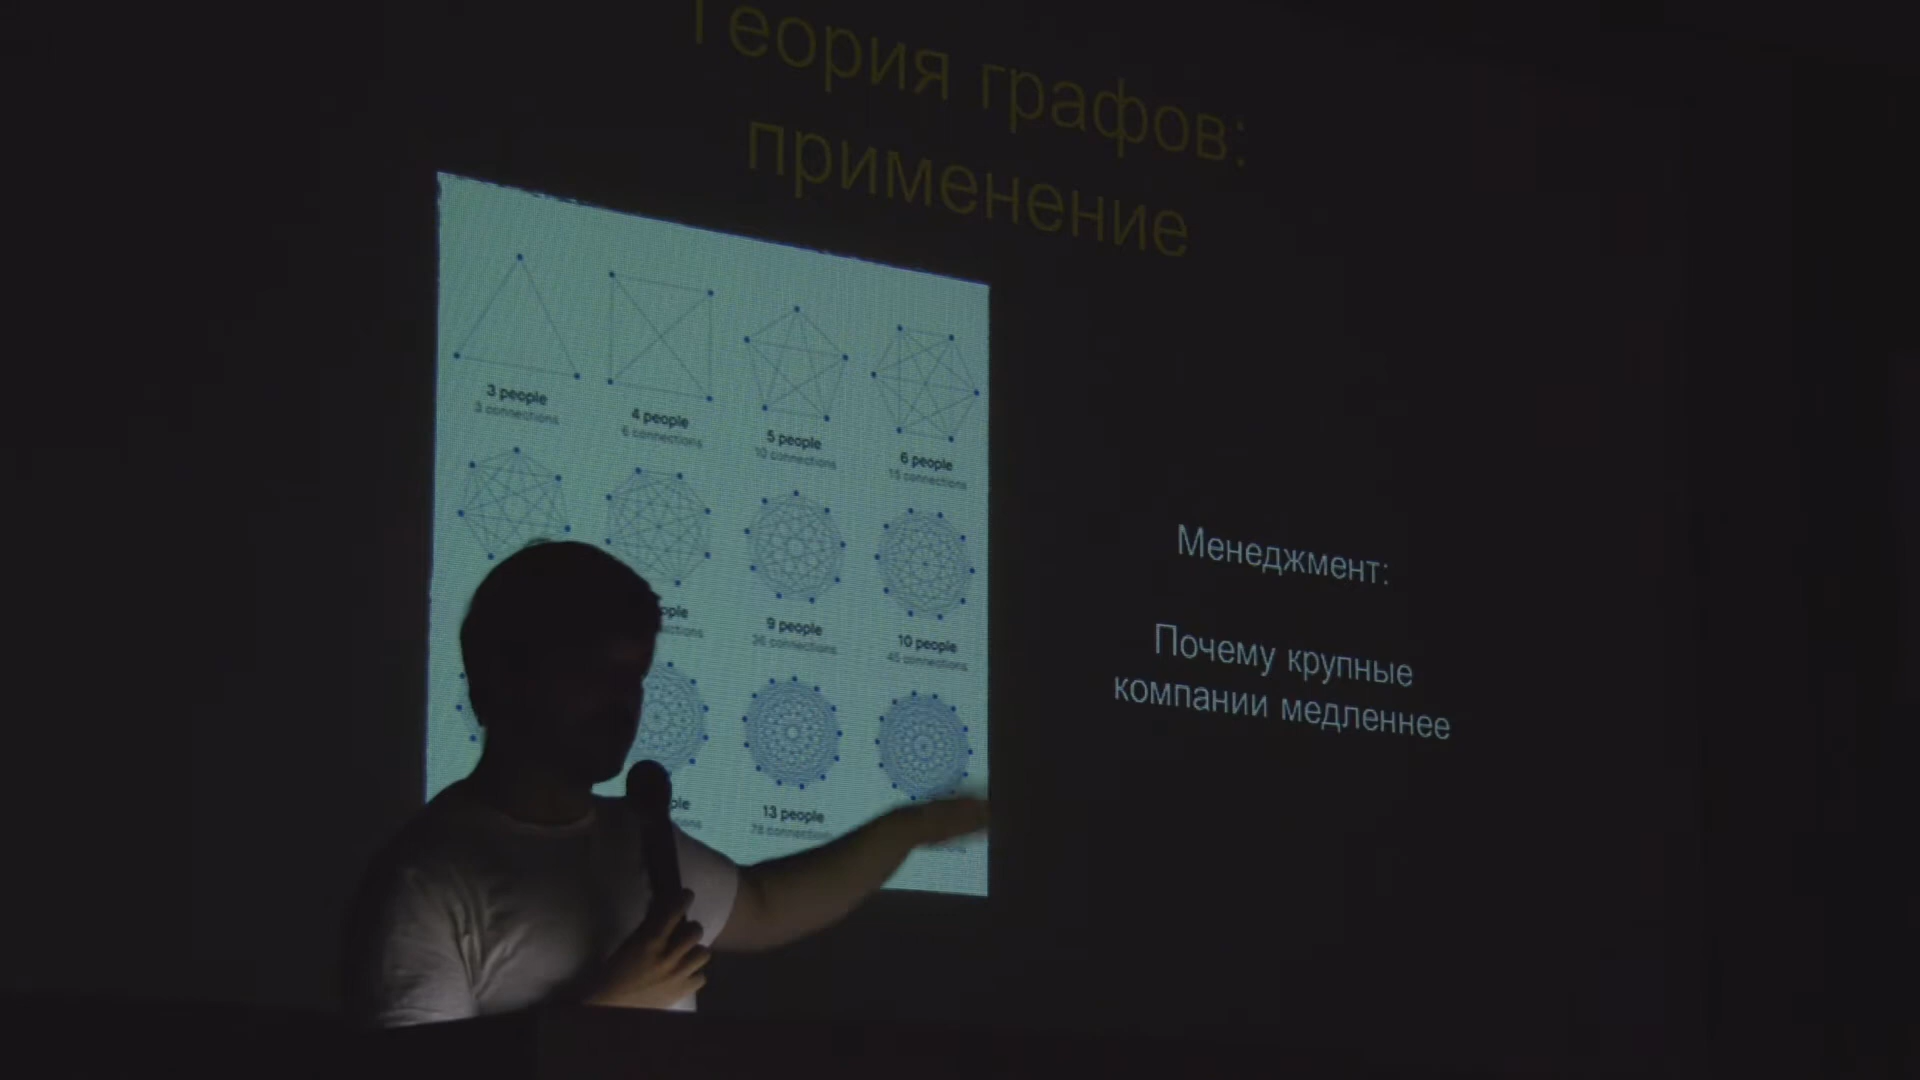 Теория графов:
применение
3 people
3 connections
4 people
6 connections
5 people
10 connections
6 people
15 connections
9 people
36 connections
10 people
45 connections
13 people
78 connections
Менеджмент:
Почему крупные
компании медленнее